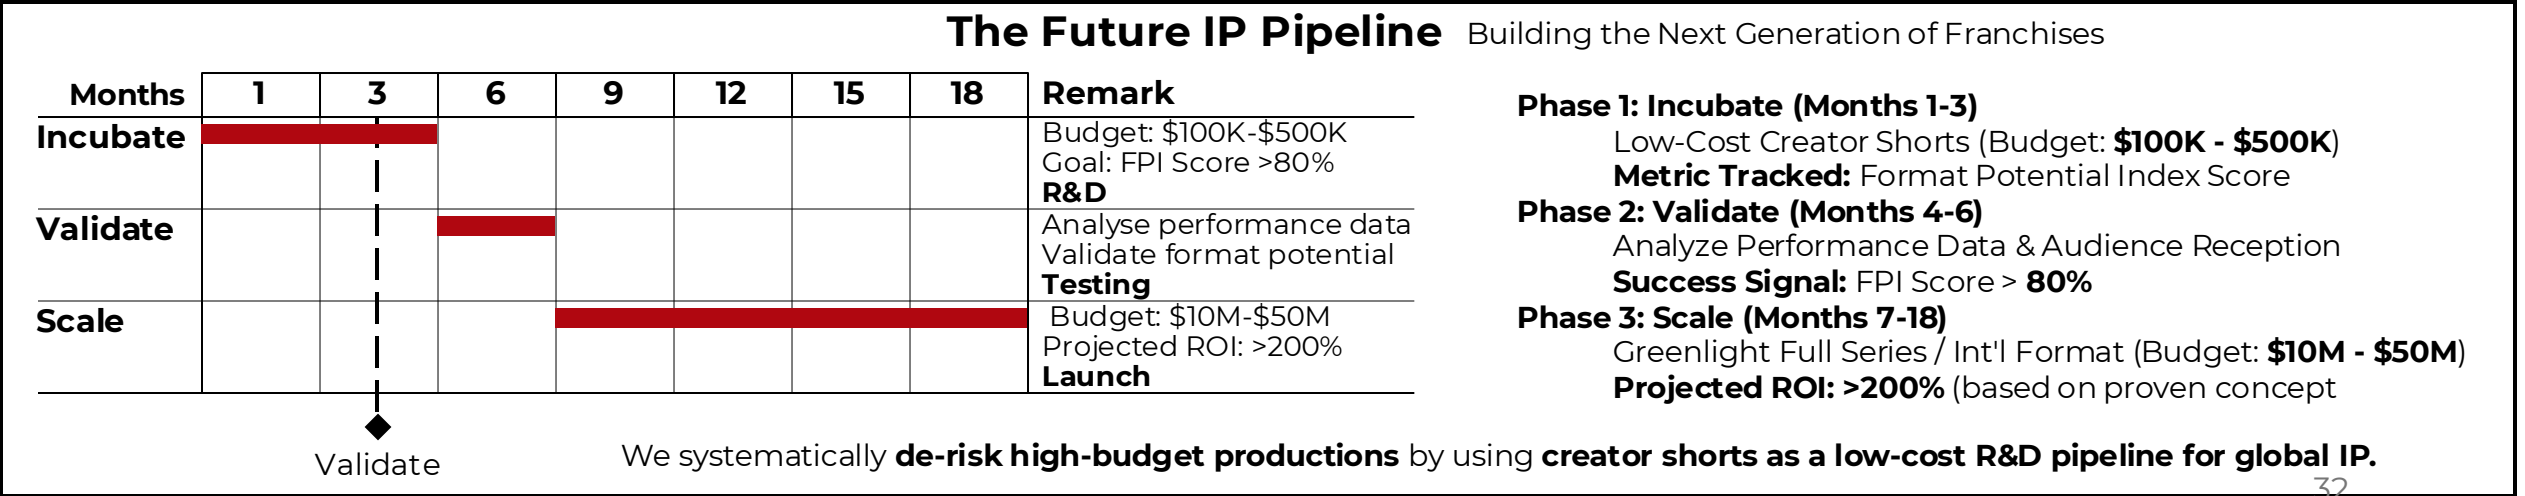 The Future IP Pipeline Building the Next Generation of Franchises
Months 1 3 6 9 12 15 18 Remark
Incubate
Budget: $100K-$500K
Goal: FPI Score >80%
R&D
Validate
Analyse performance data
Validate format potential
Testing
Scale
Budget: $10M-$50M
Projected ROI: >200%
Launch
Validate
Phase 1: Incubate (Months 1-3)
Low-Cost Creator Shorts (Budget: $100K - $500K)
Metric Tracked: Format Potential Index Score
Phase 2: Validate (Months 4-6)
Analyze Performance Data & Audience Reception
Success Signal: FPI Score > 80%
Phase 3: Scale (Months 7-18)
Greenlight Full Series / Int'l Format (Budget: $10M - $50M)
Projected ROI: >200% (based on proven concept
We systematically de-risk high-budget productions by using creator shorts as a low-cost R&D pipeline for global IP.
32